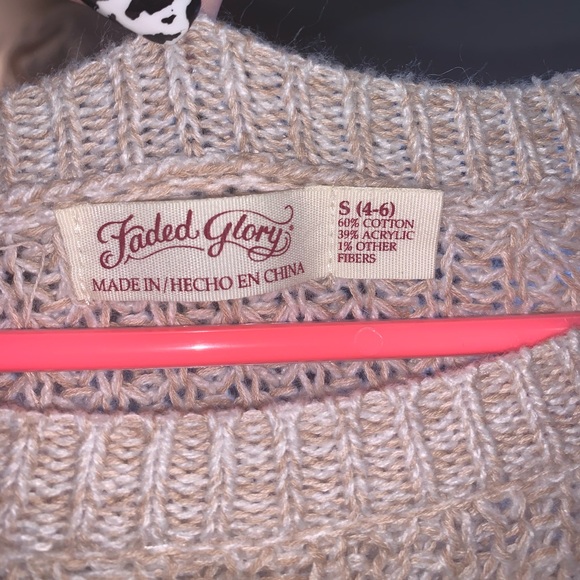 Faded Glory®
MADE IN/HECHO EN CHINA
S (4-6)
60% COTTON
39% ACRYLIC
1% OTHER
FIBERS